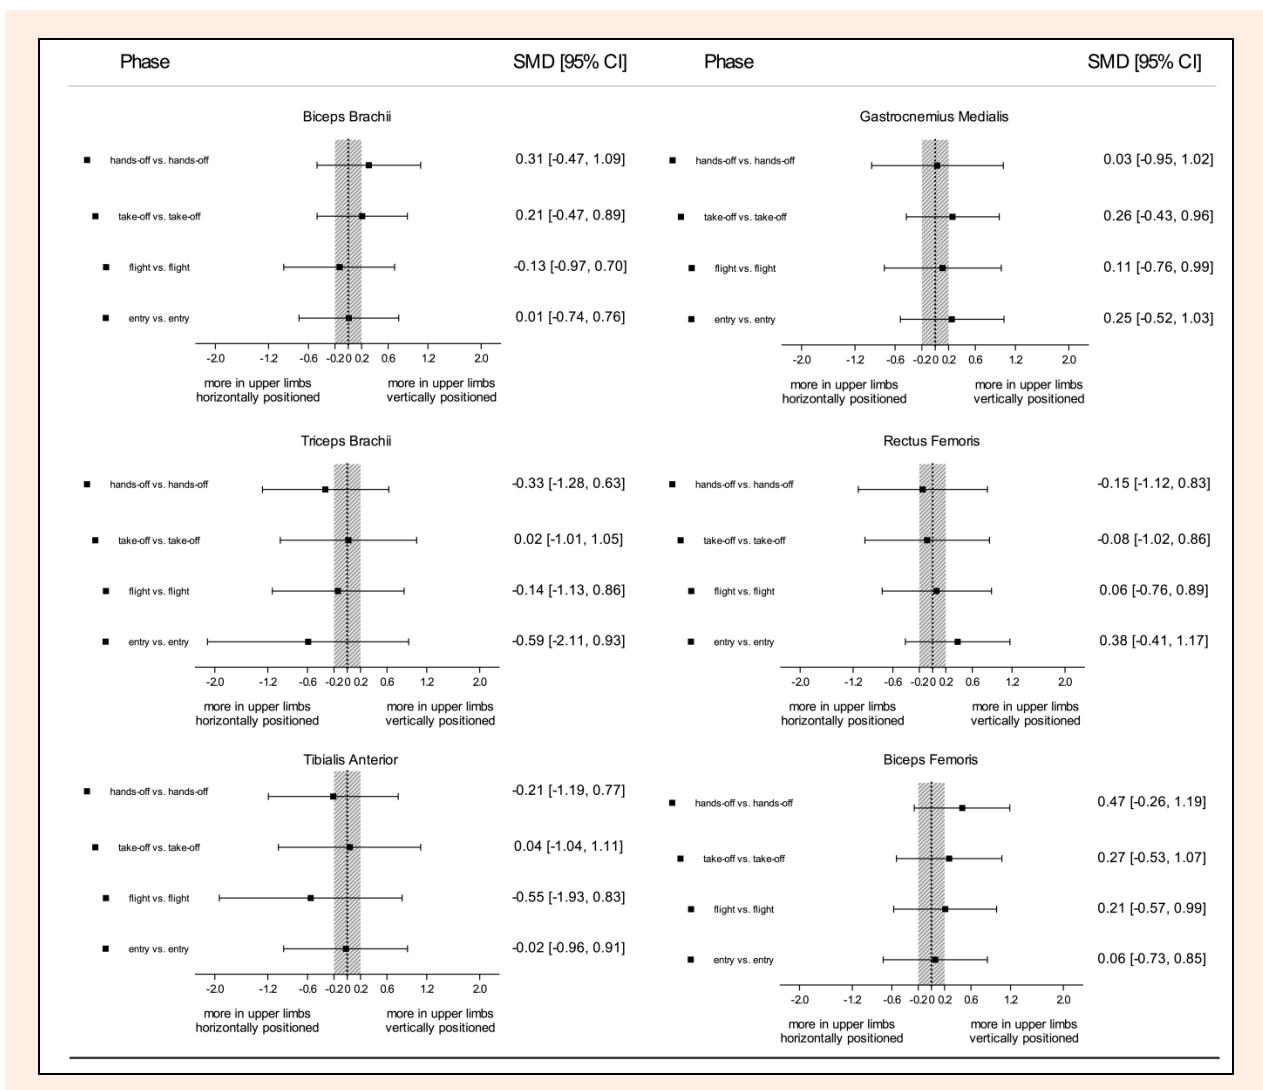 Phase SMD [95% CI] Phase SMD [95% CI]
Biceps Brachii
hands-off vs. hands-off 0.31 [-0.47, 1.09]
take-off vs. take-off 0.21 [-0.47, 0.89]
flight vs. flight -0.13 [-0.97, 0.70]
entry vs. entry 0.01 [-0.74, 0.76]
-2.0 -1.2 -0.6 -0.2 0 0.2 0.6 1.2 2.0
more in upper limbs more in upper limbs
horizontally positioned vertically positioned
Gastrocnemius Medialis
hands-off vs. hands-off 0.03 [-0.95, 1.02]
take-off vs. take-off 0.26 [-0.43, 0.96]
flight vs. flight 0.11 [-0.76, 0.99]
entry vs. entry 0.25 [-0.52, 1.03]
-2.0 -1.2 -0.6 -0.2 0 0.2 0.6 1.2 2.0
more in upper limbs more in upper limbs
horizontally positioned vertically positioned
Triceps Brachii
hands-off vs. hands-off -0.33 [-1.28, 0.63]
take-off vs. take-off 0.02 [-1.01, 1.05]
flight vs. flight -0.14 [-1.13, 0.86]
entry vs. entry -0.59 [-2.11, 0.93]
-2.0 -1.2 -0.6 -0.2 0 0.2 0.6 1.2 2.0
more in upper limbs more in upper limbs
horizontally positioned vertically positioned
Rectus Femoris
hands-off vs. hands-off -0.15 [-1.12, 0.83]
take-off vs. take-off -0.08 [-1.02, 0.86]
flight vs. flight 0.06 [-0.76, 0.89]
entry vs. entry 0.38 [-0.41, 1.17]
-2.0 -1.2 -0.6 -0.2 0 0.2 0.6 1.2 2.0
more in upper limbs more in upper limbs
horizontally positioned vertically positioned
Tibialis Anterior
hands-off vs. hands-off -0.21 [-1.19, 0.77]
take-off vs. take-off 0.04 [-1.04, 1.11]
flight vs. flight -0.55 [-1.93, 0.83]
entry vs. entry -0.02 [-0.96, 0.91]
-2.0 -1.2 -0.6 -0.2 0 0.2 0.6 1.2 2.0
more in upper limbs more in upper limbs
horizontally positioned vertically positioned
Biceps Femoris
hands-off vs. hands-off 0.47 [-0.26, 1.19]
take-off vs. take-off 0.27 [-0.53, 1.07]
flight vs. flight 0.21 [-0.57, 0.99]
entry vs. entry 0.06 [-0.73, 0.85]
-2.0 -1.2 -0.6 -0.2 0 0.2 0.6 1.2 2.0
more in upper limbs more in upper limbs
horizontally positioned vertically positioned